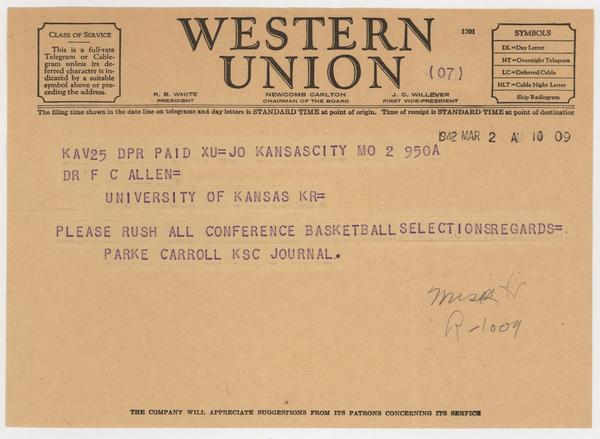 CLASS OF SERVICE
This is a full-rate
Telegram or Cable-
gram unless its de-
ferred character is
indicated by a suitable
symbol above or pre-
ceding the address.
WESTERN
UNION
1201
(07)
R. B. WHITE
PRESIDENT
NEWCOMB CARLTON
CHAIRMAN OF THE BOARD
J. C. WILLEVER
FIRST VICE-PRESIDENT
SYMBOLS
DL=Day Letter
NT=Overnight Telegram
LC=Deferred Cable
NLT=Cable Night Letter
Ship Radiogram
The filing time shown in the date line on telegrams and day letters is STANDARD TIME at point of origin. Time of receipt is STANDARD TIME at point of destination
1942 MAR 2 AM 10 09
KAV25 DPR PAID XU=JO KANSASCITY MO 2 950A
DR F C ALLEN=
UNIVERSITY OF KANSAS KR=
PLEASE RUSH ALL CONFERENCE BASKETBALL SELECTIONSREGARDS=.
PARKE CARROLL KSC JOURNAL.
R-1009
THE COMPANY WILL APPRECIATE SUGGESTIONS FROM ITS PATRONS CONCERNING ITS SERVICE